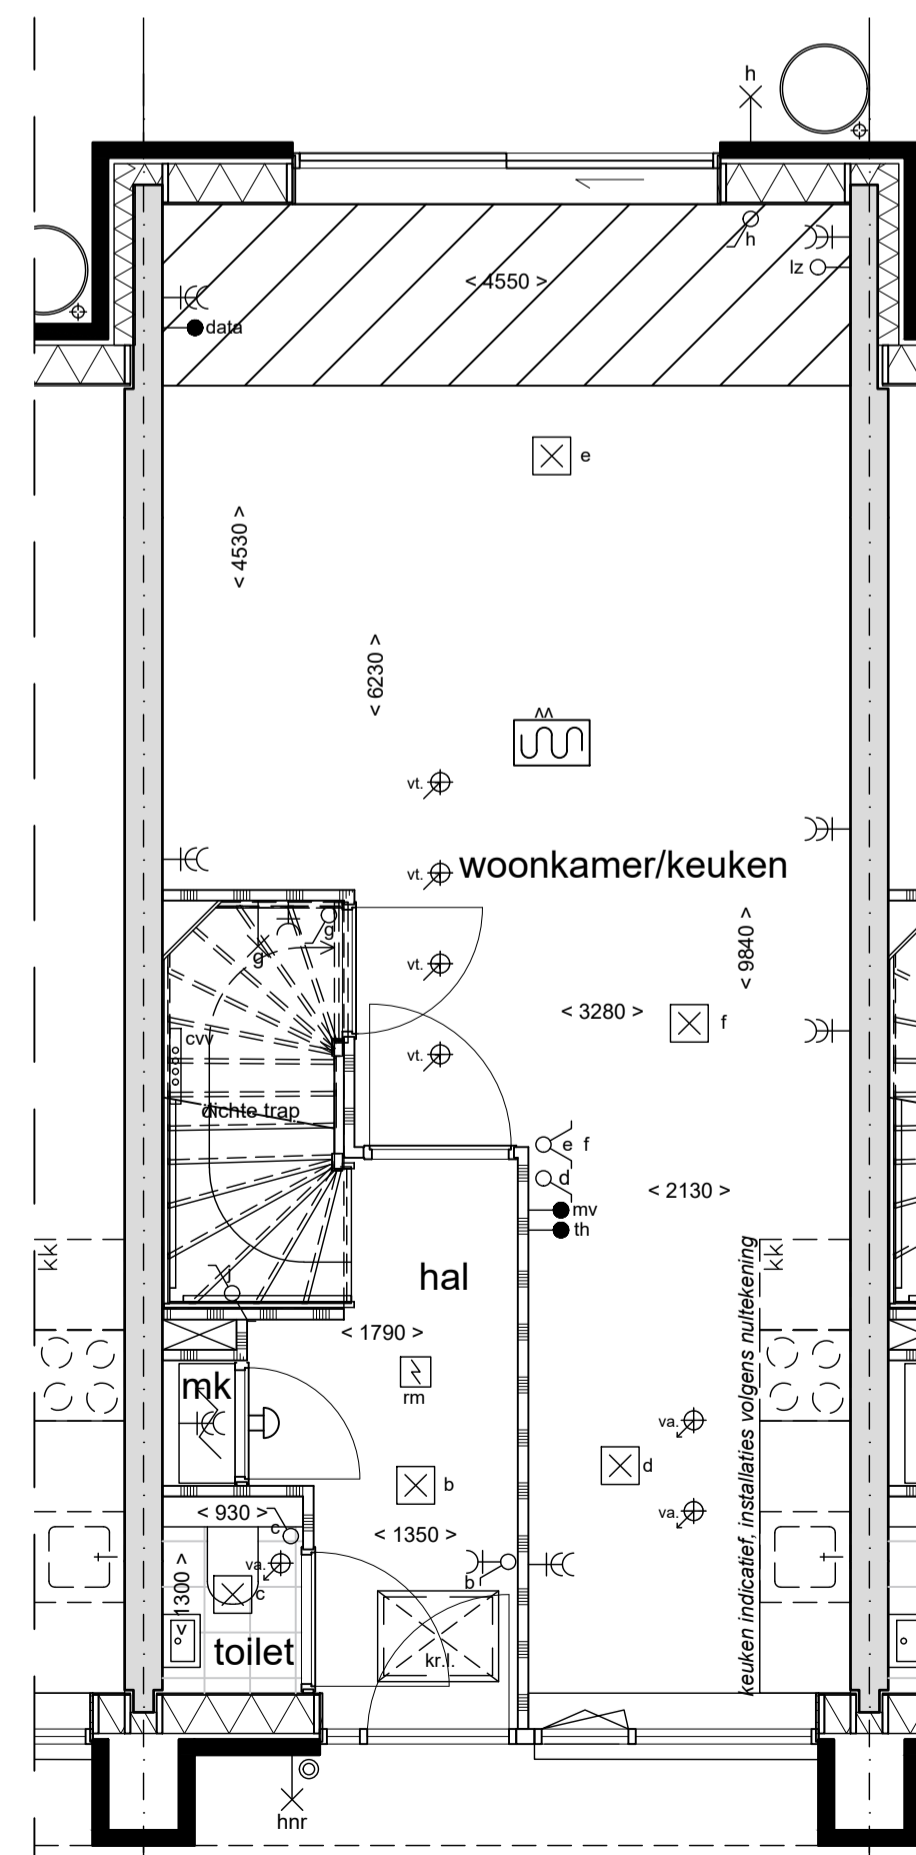 h
h
lz
< 4550 >
data
e
< 4530 >
< 6230 >
vt.
vt.
woonkamer/keuken
g
g
vt.
< 9840 >
< 3280 >
f
cvv
vt.
dichte trap
e f
d
< 2130 >
mv
th
kk
kk
hal
j
< 1790 >
mk
rm
keuken indicatief, installaties volgens nultekening
va.
d
b
< 930 >
c
< 1350 >
va.
va.
c
b
< 1300 >
toilet
kr.l.
hnr